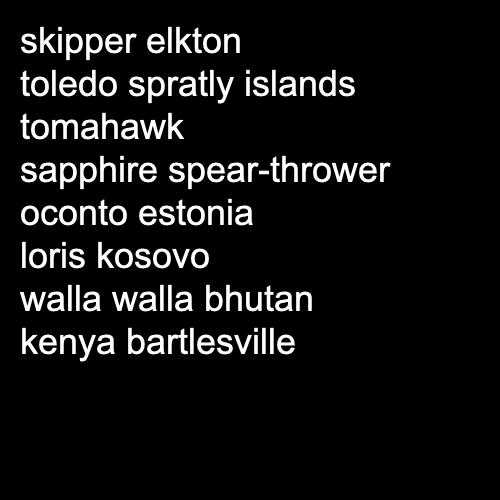 skipper elkton
toledo spratly islands
tomahawk
sapphire spear-thrower
oconto estonia
loris kosovo
walla walla bhutan
kenya bartlesville